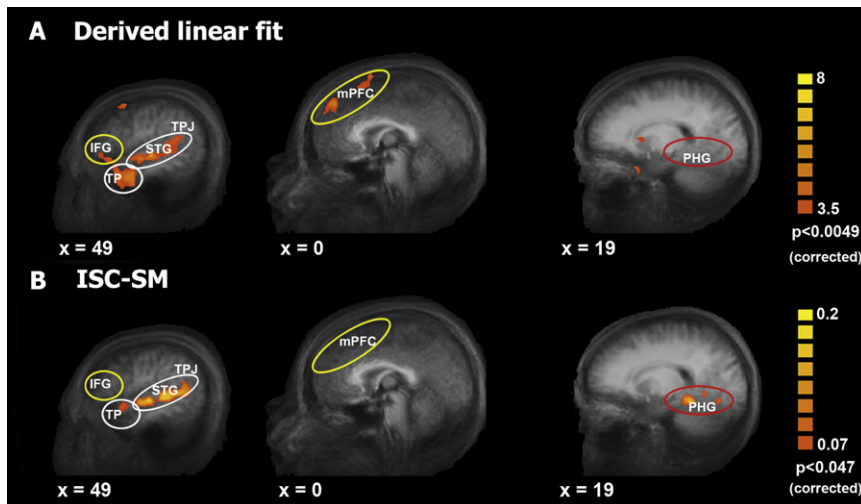 A Derived linear fit
IFG
STG
TPJ
TP
mPFC
PHG
8
3.5
p<0.0049
(corrected)
x = 49
x = 0
x = 19
B ISC-SM
IFG
STG
TPJ
TP
mPFC
PHG
0.2
0.07
p<0.047
(corrected)
x = 49
x = 0
x = 19